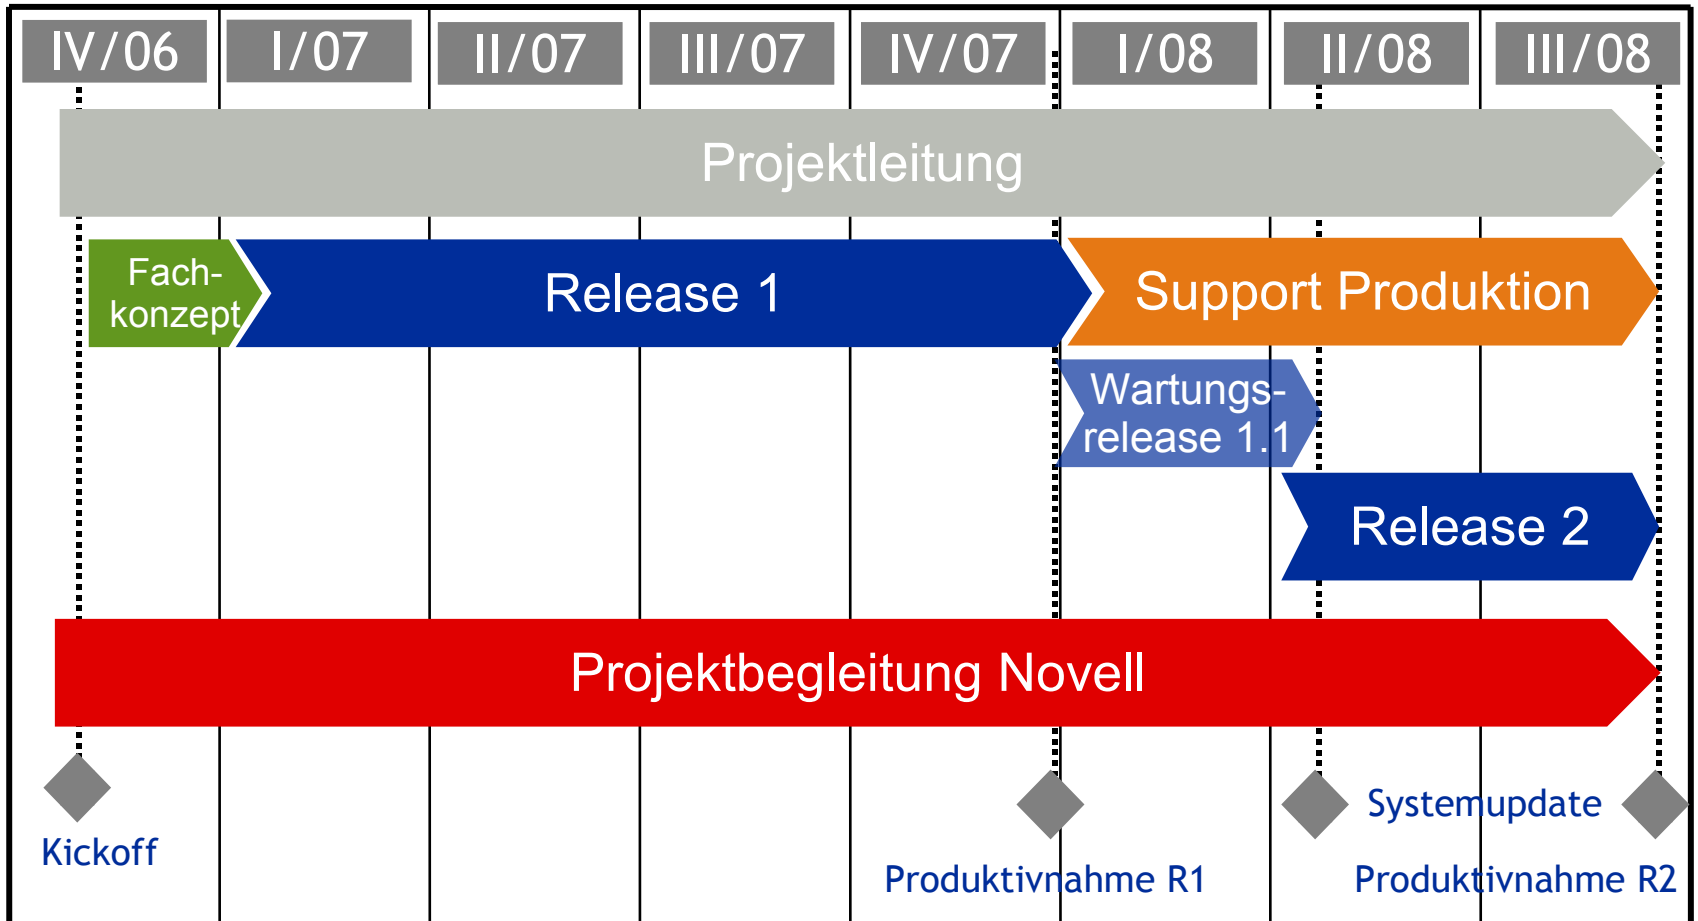 IV/06
I/07
II/07
III/07
IV/07
I/08
II/08
III/08
Projektleitung
Fach-
konzept
Release 1
Support Produktion
Wartungs-
release 1.1
Release 2
Projektbegleitung Novell
Kickoff
Produktivnahme R1
Systemupdate
Produktivnahme R2